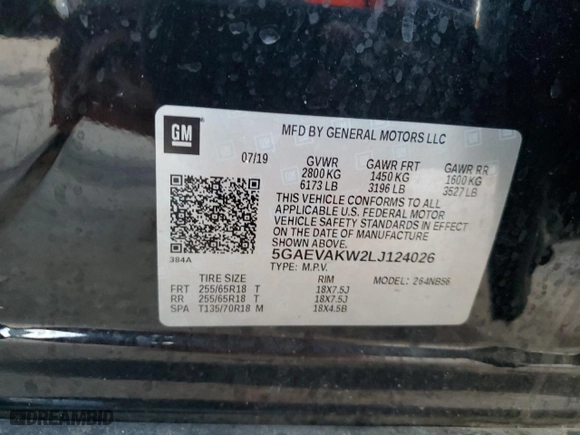 GM
MFD BY GENERAL MOTORS LLC
07/19 GVWR GAWR FRT GAWR RR
2800 KG 1450 KG 1600 KG
6173 LB 3196 LB 3527 LB
THIS VEHICLE CONFORMS TO ALL
APPLICABLE U.S. FEDERAL MOTOR
VEHICLE SAFETY STANDARDS IN EFFECT
ON THE DATE OF MANUFACTURE
SHOWN ABOVE.
384A 5GAEVAKW2LJ124026
TYPE: M.P.V. MODEL: 264NBS6
TIRE SIZE RIM
FRT 255/65R18 T 18X7.5J
RR 255/65R18 T 18X7.5J
SPA T135/70R18 M 18X4.5B
DREAMBID